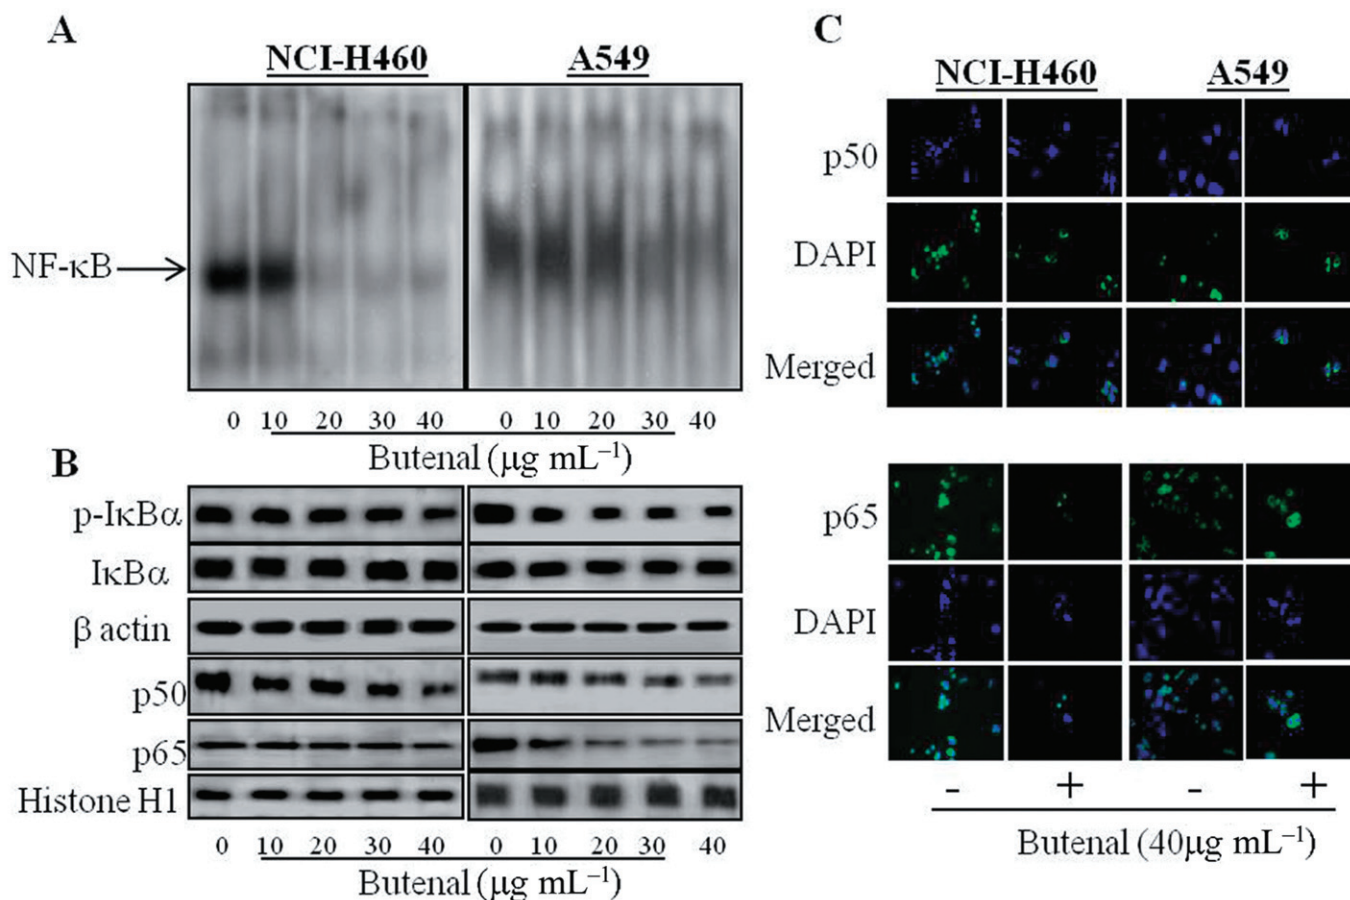 A
NCI-H460 A549
NF-κB
0 10 20 30 40 0 10 20 30 40
Butenal (μg mL⁻¹)
B
p-IκBα
IκBα
β actin
p50
p65
Histone H1
0 10 20 30 40 0 10 20 30 40
Butenal (μg mL⁻¹)
C
NCI-H460 A549
p50
DAPI
Merged
p65
DAPI
Merged
- + - +
Butenal (40μg mL⁻¹)